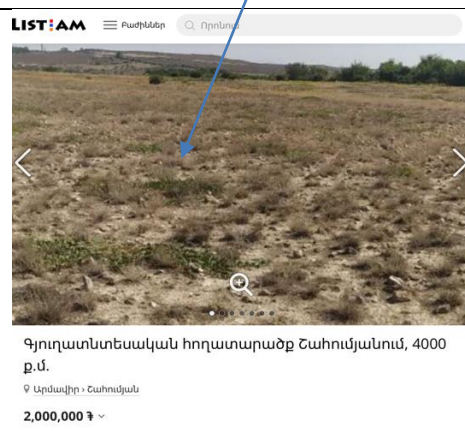 LIST.AM
Բաժիններ
Որոնում
Գյուղատնտեսական հողատարածք Շահումյանում, 4000
ք.մ.
Արմավիր › Շահումյան
2,000,000 ֏